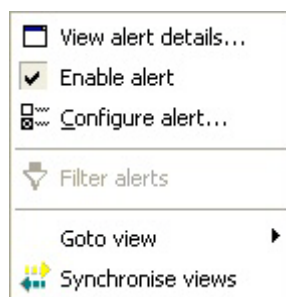 View alert details...
Enable alert
Configure alert...
Filter alerts
Goto view
Synchronise views